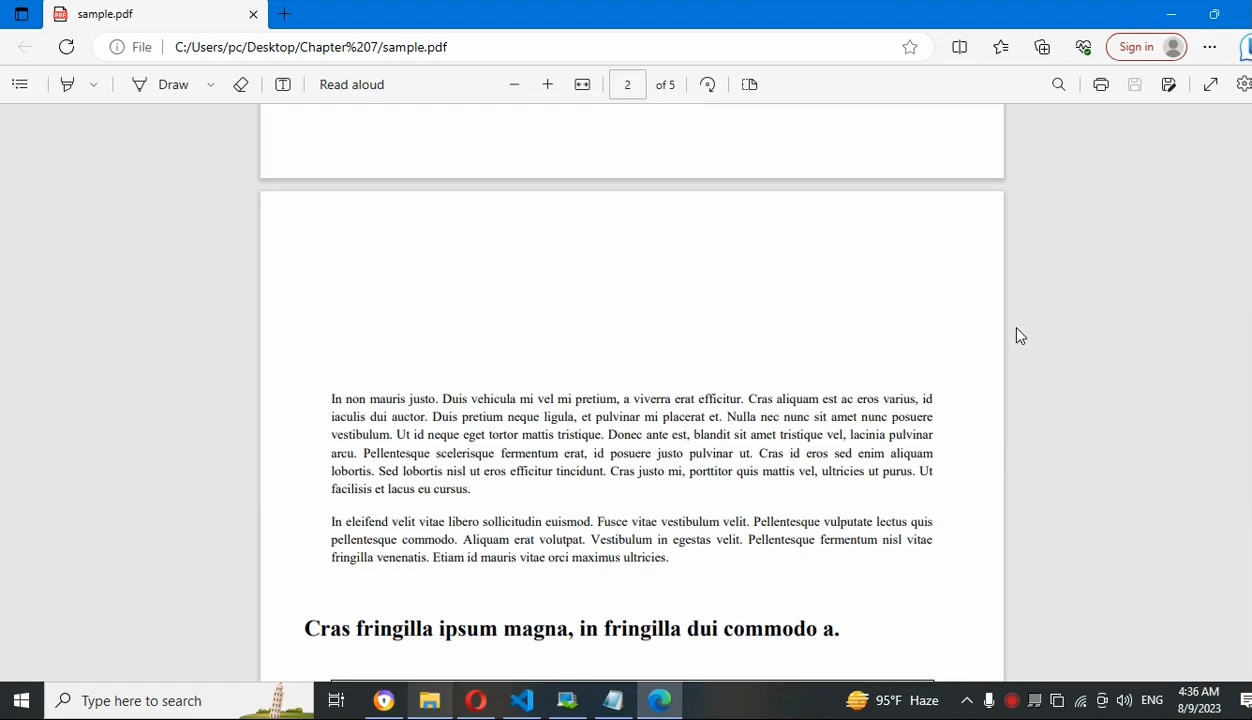 sample.pdf
File C:/Users/pc/Desktop/Chapter%207/sample.pdf Sign in
Draw Read aloud 2 of 5
In non mauris justo. Duis vehicula mi vel mi pretium, a viverra erat efficitur. Cras aliquam est ac eros varius, id
iaculis dui auctor. Duis pretium neque ligula, et pulvinar mi placerat et. Nulla nec nunc sit amet nunc posuere
vestibulum. Ut id neque eget tortor mattis tristique. Donec ante est, blandit sit amet tristique vel, lacinia pulvinar
arcu. Pellentesque scelerisque fermentum erat, id posuere justo pulvinar ut. Cras id eros sed enim aliquam
lobortis. Sed lobortis nisl ut eros efficitur tincidunt. Cras justo mi, porttitor quis mattis vel, ultricies ut purus. Ut
facilisis et lacus eu cursus.
In eleifend velit vitae libero sollicitudin euismod. Fusce vitae vestibulum velit. Pellentesque vulputate lectus quis
pellentesque commodo. Aliquam erat volutpat. Vestibulum in egestas velit. Pellentesque fermentum nisl vitae
fringilla venenatis. Etiam id mauris vitae orci maximus ultricies.
Cras fringilla ipsum magna, in fringilla dui commodo a.
Type here to search 95°F Haze ENG 4:36 AM
8/9/2023